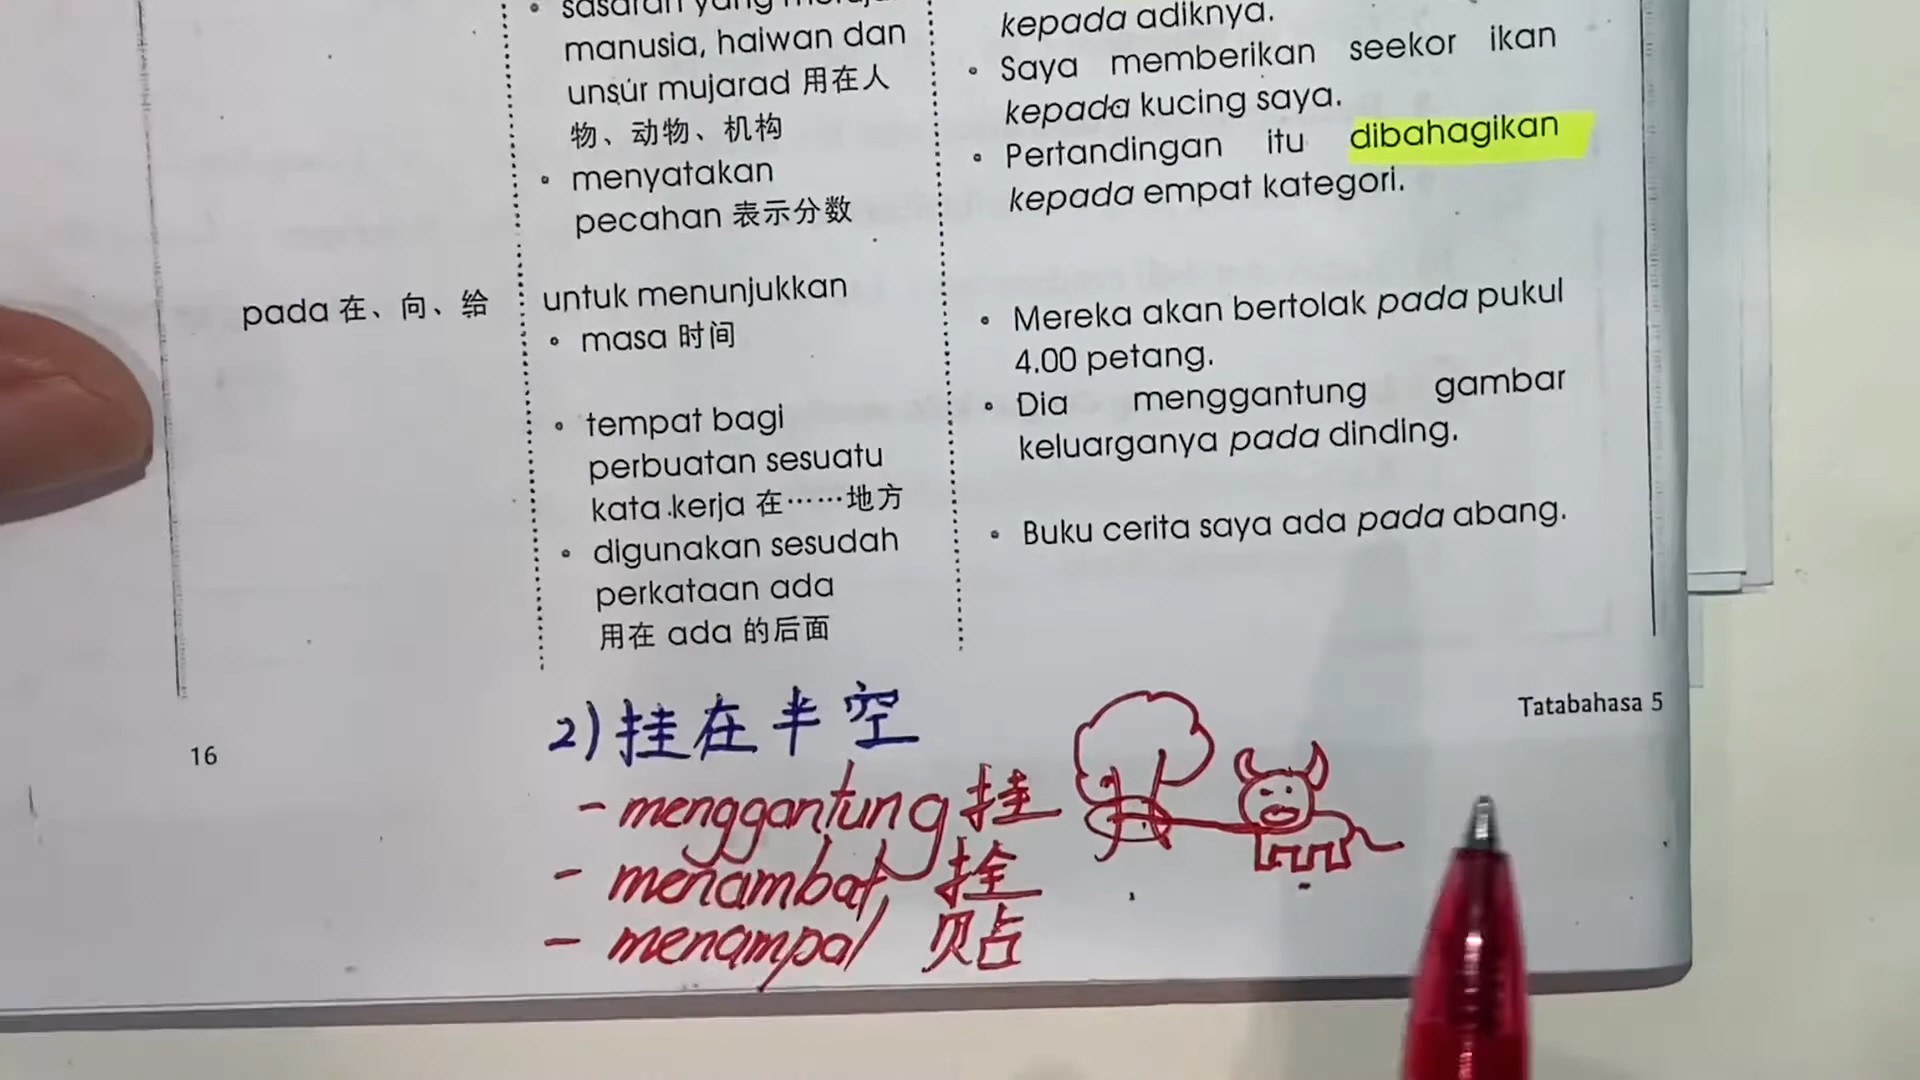 sasaran yang
manusia, haiwan dan
unsur mujarad 用在人
物、动物、机构
menyatakan
pecahan 表示分数
kepada adiknya.
Saya memberikan seekor ikan
kepada kucing saya.
Pertandingan itu dibahagikan
kepada empat kategori.
pada 在、向、给
untuk menunjukkan
masa 时间
tempat bagi
perbuatan sesuatu
kata kerja 在……地方
digunakan sesudah
perkataan ada
用在 ada 的后面
Mereka akan bertolak pada pukul
4.00 petang.
Dia menggantung gambar
keluarganya pada dinding.
Buku cerita saya ada pada abang.
2) 挂在半空
- menggantung 挂
- menambat 拴
- menampal 贴
16
Tatabahasa 5